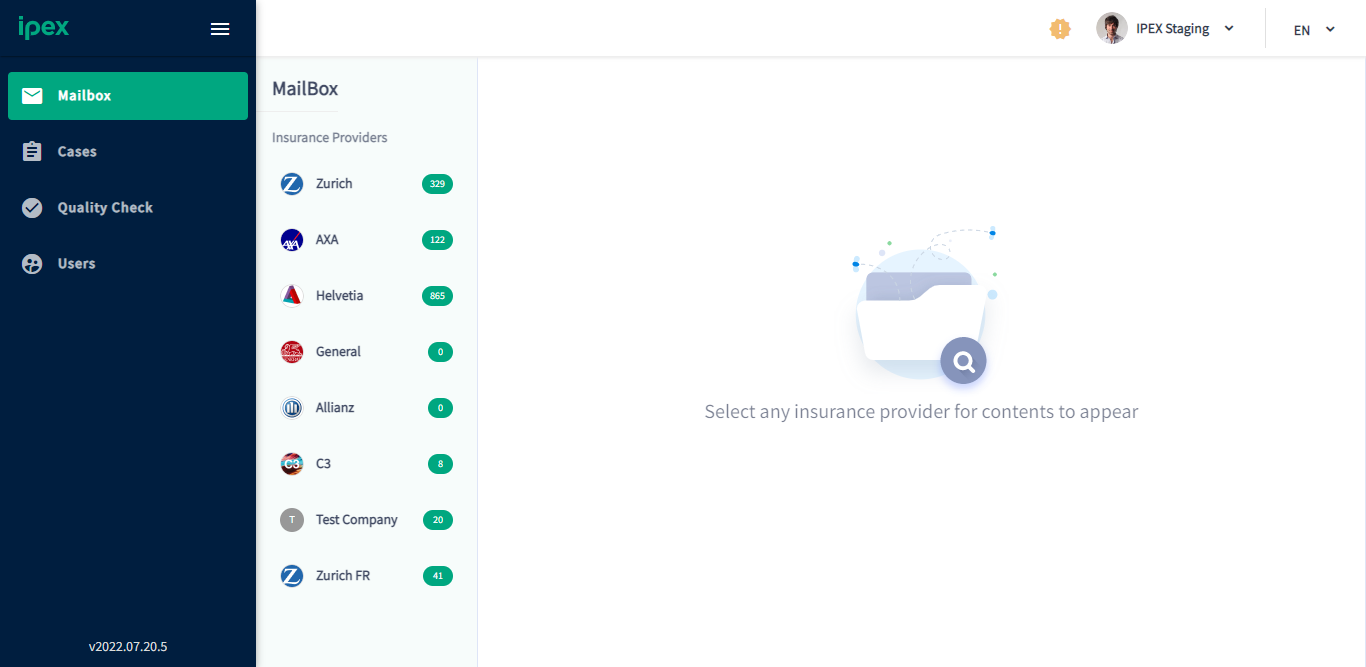 ipex
IPEX Staging
EN
Mailbox
Cases
Quality Check
Users
v2022.07.20.5
MailBox
Insurance Providers
Zurich 329
AXA
AXA 122
Helvetia 865
General 0
Allianz 0
C3
C3 8
T
Test Company 20
Zurich FR 41
Select any insurance provider for contents to appear